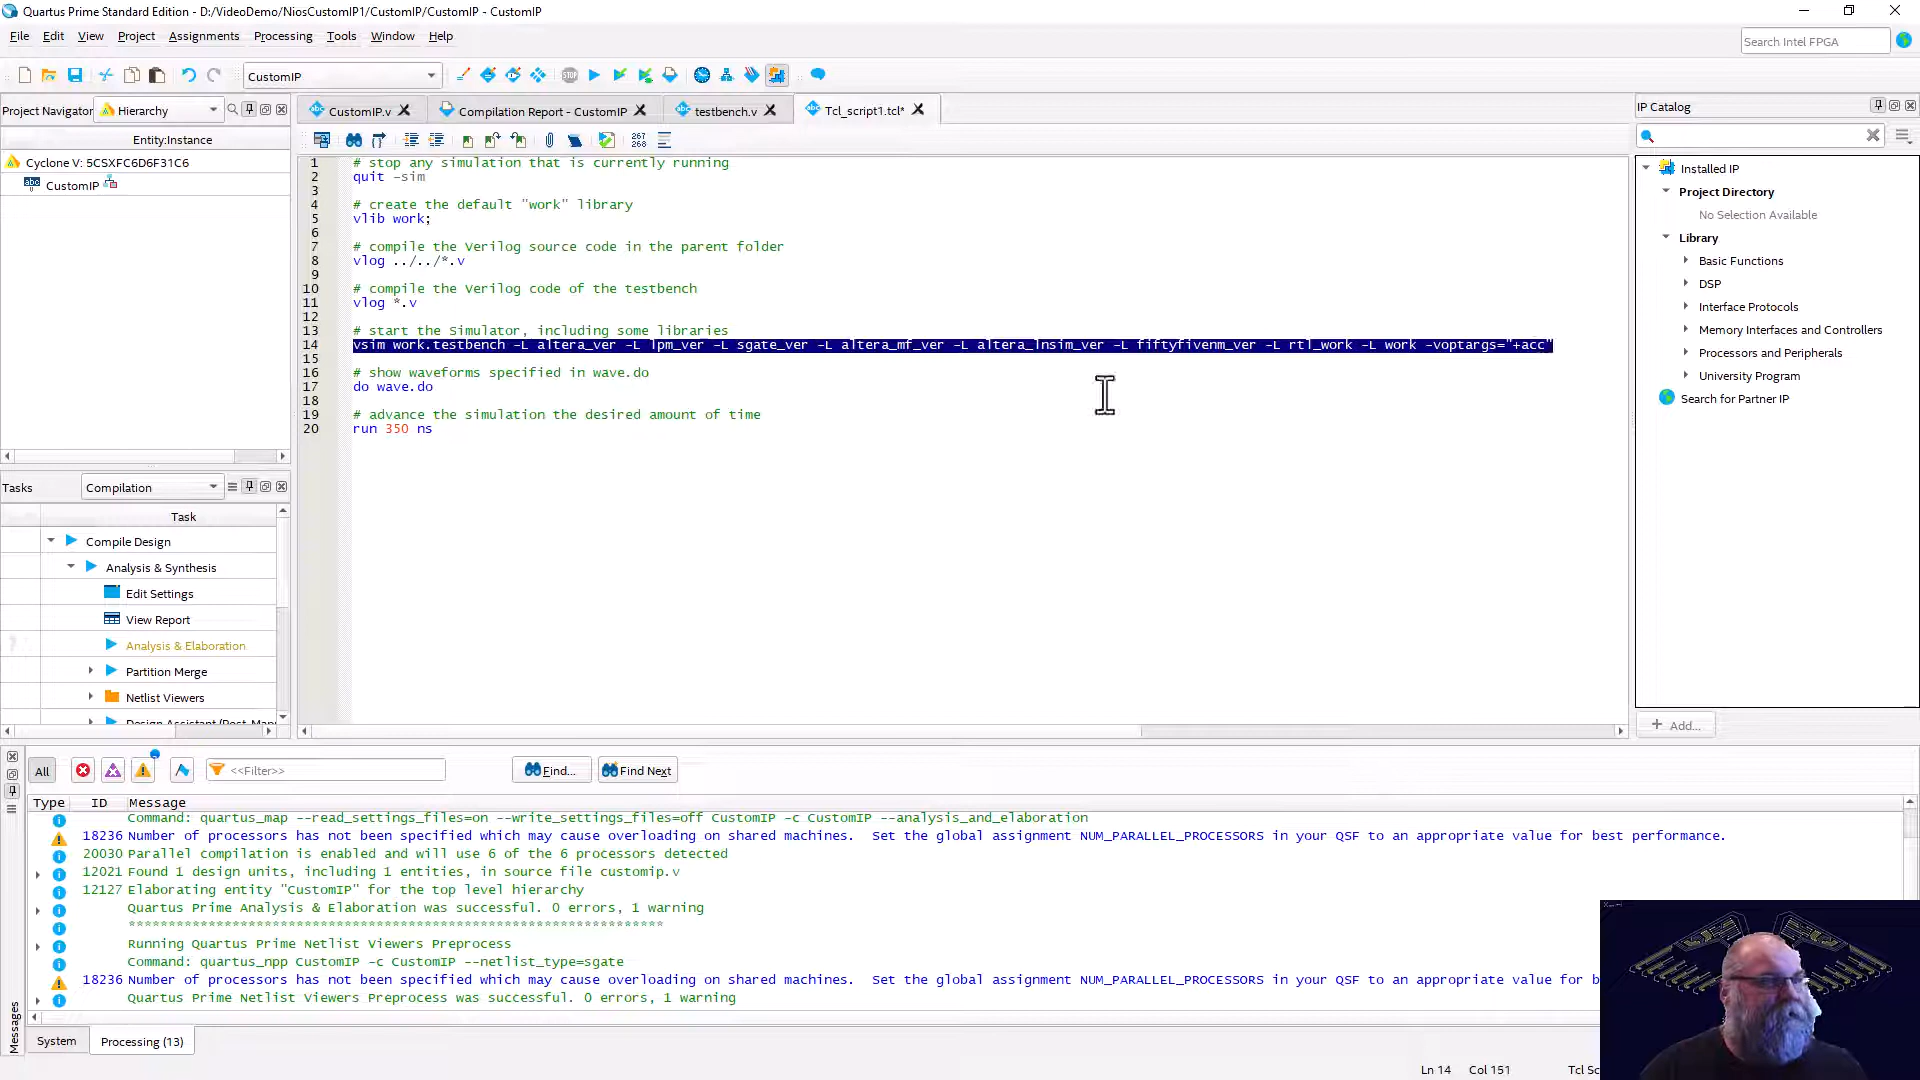 Quartus Prime Standard Edition - D:/VideoDemo/NiosCustomIP1/CustomIP/CustomIP - CustomIP
File Edit View Project Assignments Processing Tools Window Help
Search Intel FPGA
CustomIP
Project Navigator Hierarchy
CustomIP.v
Compilation Report - CustomIP
testbench.v
Tcl_script1.tcl*
IP Catalog
267
268
Entity:Instance
Cyclone V: 5CSXFC6D6F31C6
CustomIP
1 # stop any simulation that is currently running
2 quit -sim
3
4 # create the default "work" library
5 vlib work;
6
7 # compile the Verilog source code in the parent folder
8 vlog ../../*.v
9
10 # compile the Verilog code of the testbench
11 vlog *.v
12
13 # start the Simulator, including some libraries
14 vsim work.testbench -L altera_ver -L lpm_ver -L sgate_ver -L altera_mf_ver -L altera_lnsim_ver -L fiftyfivenm_ver -L rtl_work -L work -voptargs="+acc"
15
16 # show waveforms specified in wave.do
17 do wave.do
18
19 # advance the simulation the desired amount of time
20 run 350 ns
Installed IP
Project Directory
No Selection Available
Library
Basic Functions
DSP
Interface Protocols
Memory Interfaces and Controllers
Processors and Peripherals
University Program
Search for Partner IP
+ Add...
Tasks Compilation
Task
Compile Design
Analysis & Synthesis
Edit Settings
View Report
Analysis & Elaboration
Partition Merge
Netlist Viewers
Design Assistant (Post-Map
All
<<Filter>>
Find...
Find Next
Type ID Message
Command: quartus_map --read_settings_files=on --write_settings_files=off CustomIP -c CustomIP --analysis_and_elaboration
18236 Number of processors has not been specified which may cause overloading on shared machines. Set the global assignment NUM_PARALLEL_PROCESSORS in your QSF to an appropriate value for best performance.
20030 Parallel compilation is enabled and will use 6 of the 6 processors detected
12021 Found 1 design units, including 1 entities, in source file customip.v
12127 Elaborating entity "CustomIP" for the top level hierarchy
Quartus Prime Analysis & Elaboration was successful. 0 errors, 1 warning
*******************************************************************
Running Quartus Prime Netlist Viewers Preprocess
Command: quartus_npp CustomIP -c CustomIP --netlist_type=sgate
18236 Number of processors has not been specified which may cause overloading on shared machines. Set the global assignment NUM_PARALLEL_PROCESSORS in your QSF to an appropriate value for b
Quartus Prime Netlist Viewers Preprocess was successful. 0 errors, 1 warning
Messages
System
Processing (13)
Ln 14 Col 151 Tcl Sc